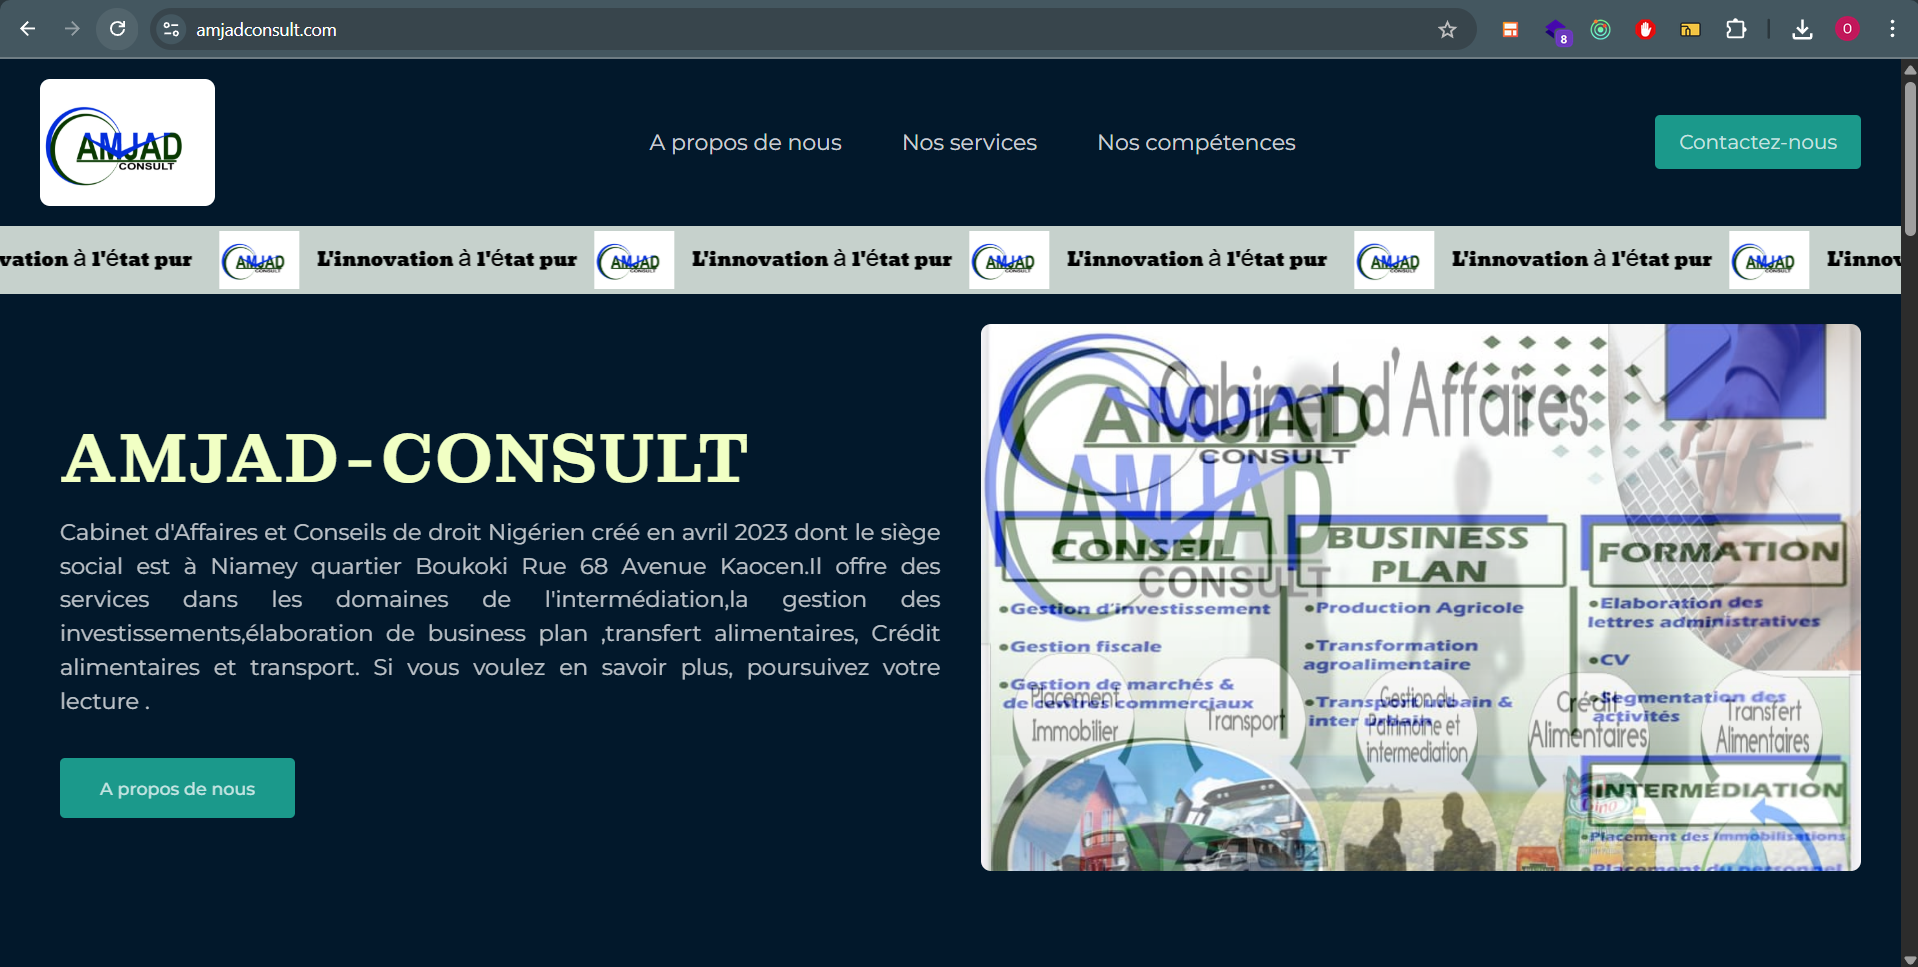 amjadconsult.com
8
O
AMJAD
CONSULT
A propos de nous
Nos services
Nos compétences
Contactez-nous
vation à l'état pur
AMJAD
CONSULT
L'innovation à l'état pur
AMJAD
CONSULT
L'innovation à l'état pur
AMJAD
CONSULT
L'innovation à l'état pur
AMJAD
CONSULT
L'innovation à l'état pur
AMJAD
CONSULT
L'innov
AMJAD-CONSULT
Cabinet d'Affaires et Conseils de droit Nigérien créé en avril 2023 dont le siège
social est à Niamey quartier Boukoki Rue 68 Avenue Kaocen.Il offre des
services dans les domaines de l'intermédiation,la gestion des
investissements,élaboration de business plan ,transfert alimentaires, Crédit
alimentaires et transport. Si vous voulez en savoir plus, poursuivez votre
lecture .
A propos de nous
Cabinet d'Affaires
AMJAD
CONSULT
AMJAD
CONSULT
CONSEIL
•Gestion d'investissement
•Gestion fiscale
•Gestion de marchés &
de centres commerciaux
BUSINESS
PLAN
•Production Agricole
•Transformation
agroalimentaire
•Transport urbain &
inter urbain
FORMATION
•Elaboration des
lettres administratives
•CV
•Segmentation des
activités
Placement
Immobilier
Transport
Gestion du
Patrimoine et
intermediation
Crédit
Alimentaires
Transfert
Alimentaires
INTERMÉDIATION
•Placement des immobilisations
•Placement du personnel